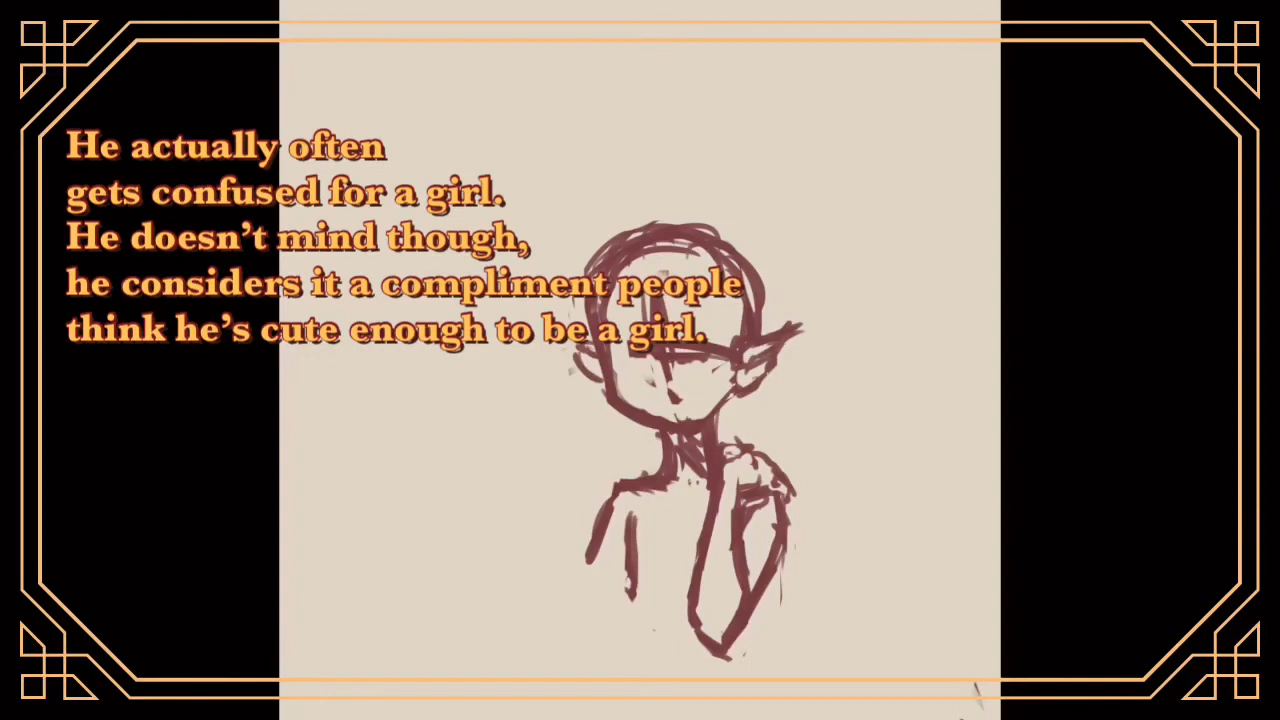 He actually often
gets confused for a girl.
He doesn’t mind though,
he considers it a compliment people
think he’s cute enough to be a girl.